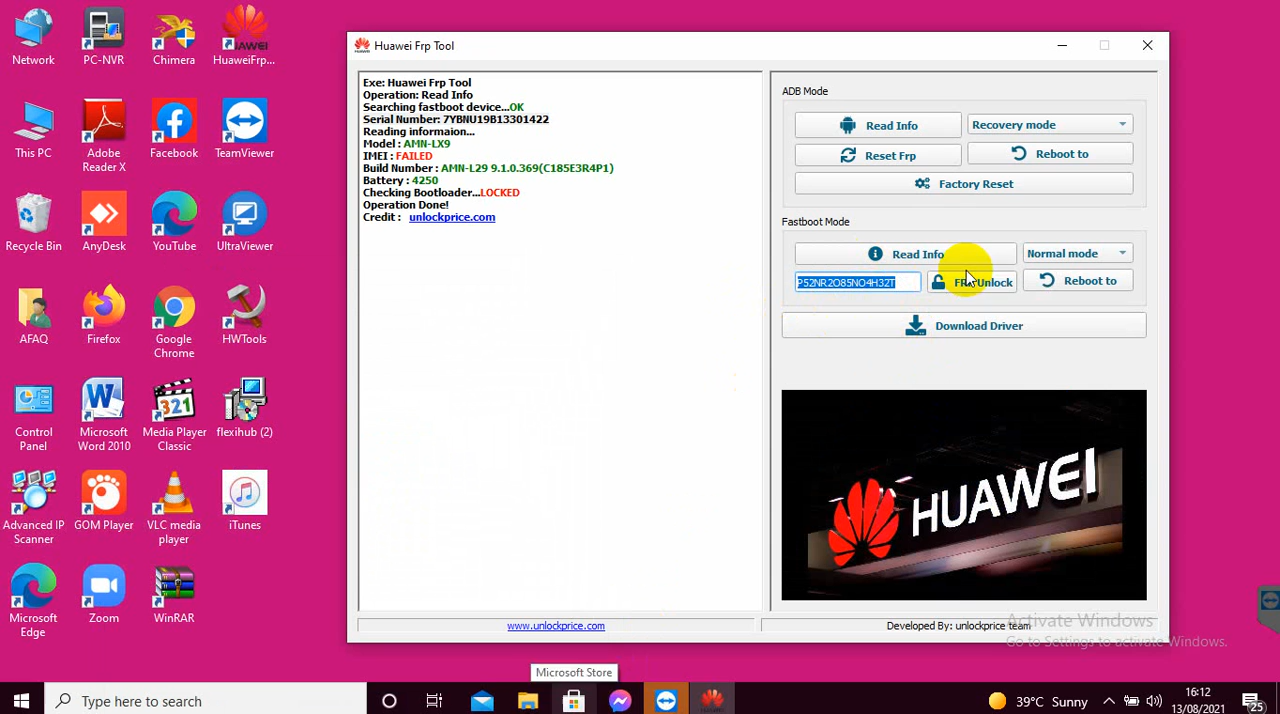 Network
PC-NVR
Chimera
HuaweiFrp...
This PC
Adobe
Reader X
Facebook
TeamViewer
Recycle Bin
AnyDesk
YouTube
UltraViewer
AFAQ
Firefox
Google
Chrome
HWTools
Control
Panel
Microsoft
Word 2010
Media Player
Classic
flexihub (2)
Advanced IP
Scanner
GOM Player
VLC media
player
iTunes
Microsoft
Edge
Zoom
WinRAR
Huawei Frp Tool
Exe: Huawei Frp Tool
Operation: Read Info
Searching fastboot device...OK
Serial Number: 7YBNU19B13301422
Reading informaion...
Model : AMN-LX9
IMEI : FAILED
Build Number : AMN-L29 9.1.0.369(C185E3R4P1)
Battery : 4250
Checking Bootloader...LOCKED
Operation Done!
Credit : unlockprice.com
ADB Mode
Read Info
Recovery mode
Reset Frp
Reboot to
Factory Reset
Fastboot Mode
Read Info
Normal mode
P52NR2O85NO4H32T
FRP Unlock
Reboot to
Download Driver
HUAWEI
www.unlockprice.com
Developed By: unlockprice team
Activate Windows
Go to Settings to activate Windows.
Microsoft Store
Type here to search
39°C Sunny
16:12
13/08/2021
25